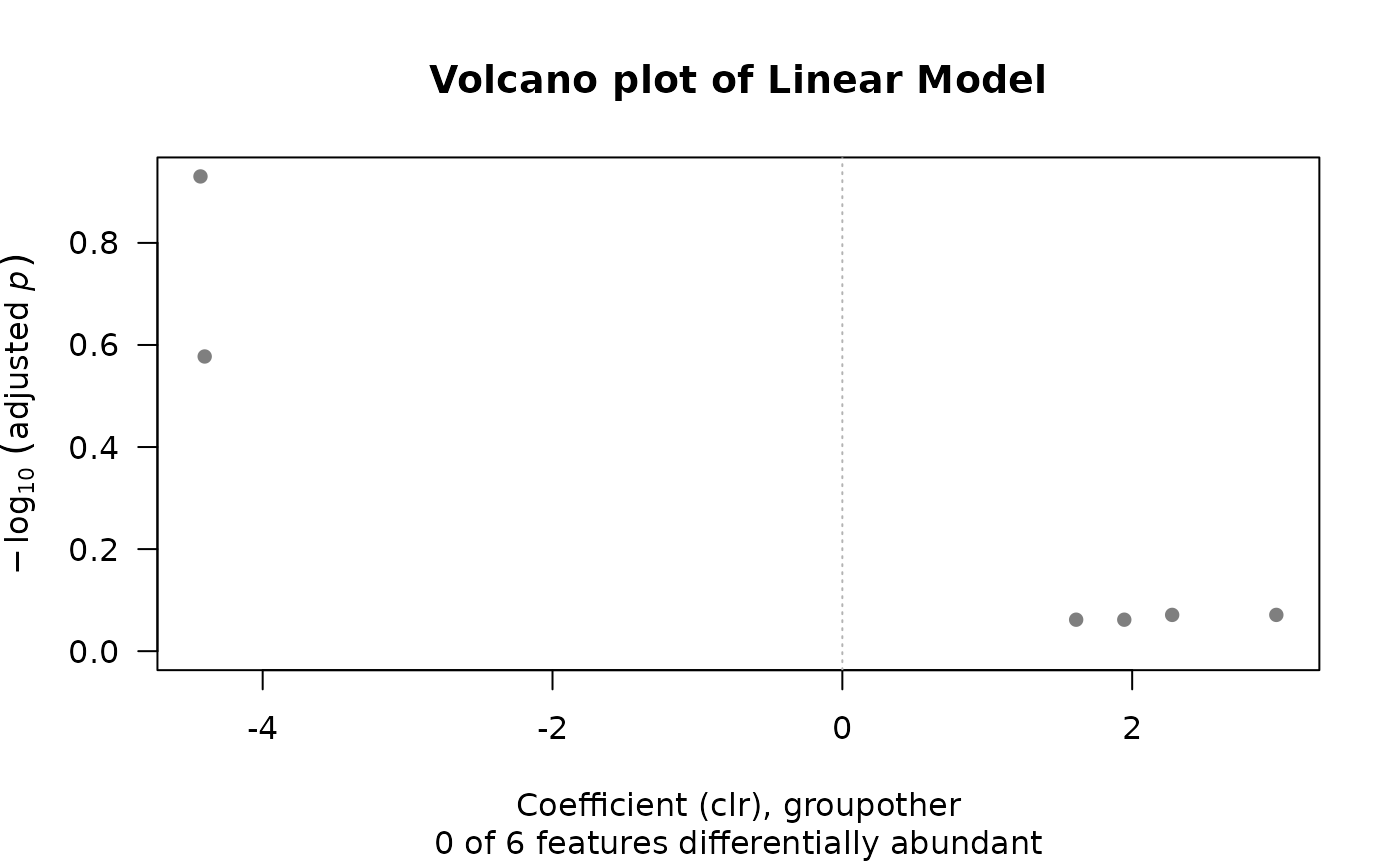 Volcano plot of Linear Model
−log₁₀ (adjusted p)
0.8
0.6
0.4
0.2
0.0
-4 -2 0 2
Coefficient (clr), groupother
0 of 6 features differentially abundant